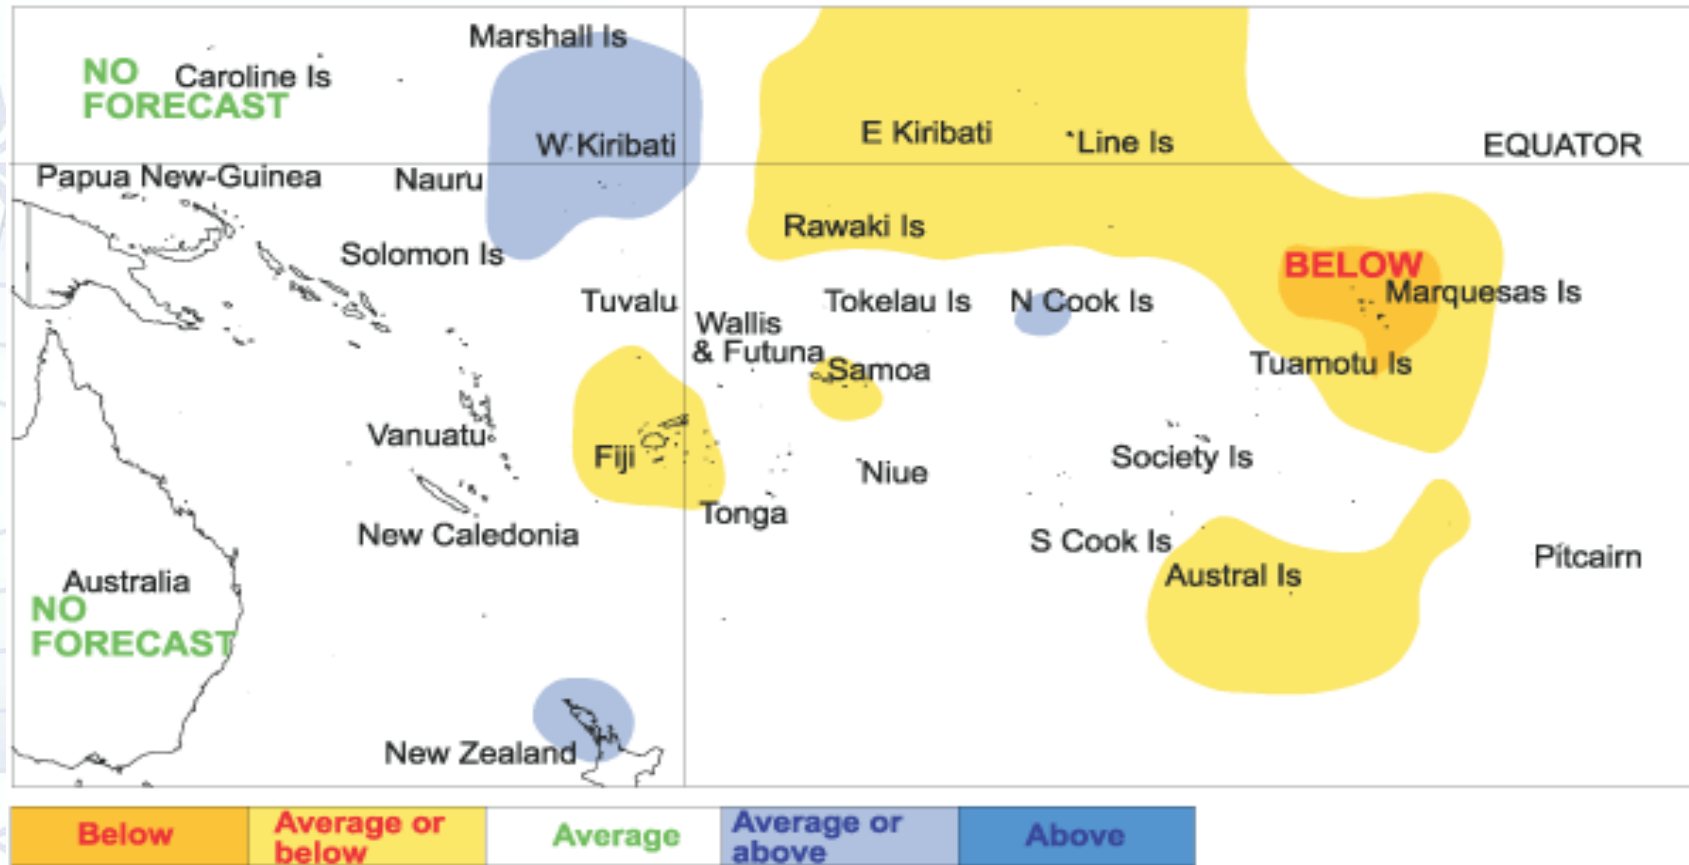 Marshall Is
NO
FORECAST
Caroline Is
W Kiribati
E Kiribati
Line Is
EQUATOR
Papua New-Guinea
Nauru
Rawaki Is
Solomon Is
BELOW
Marquesas Is
Tuvalu
Tokelau Is
N Cook Is
Wallis
& Futuna
Samoa
Tuamotu Is
Vanuatu
Fiji
Niue
Society Is
Tonga
New Caledonia
S Cook Is
Pitcairn
Australia
Austral Is
NO
FORECAST
New Zealand
Below
Average or
below
Average
Average or
above
Above